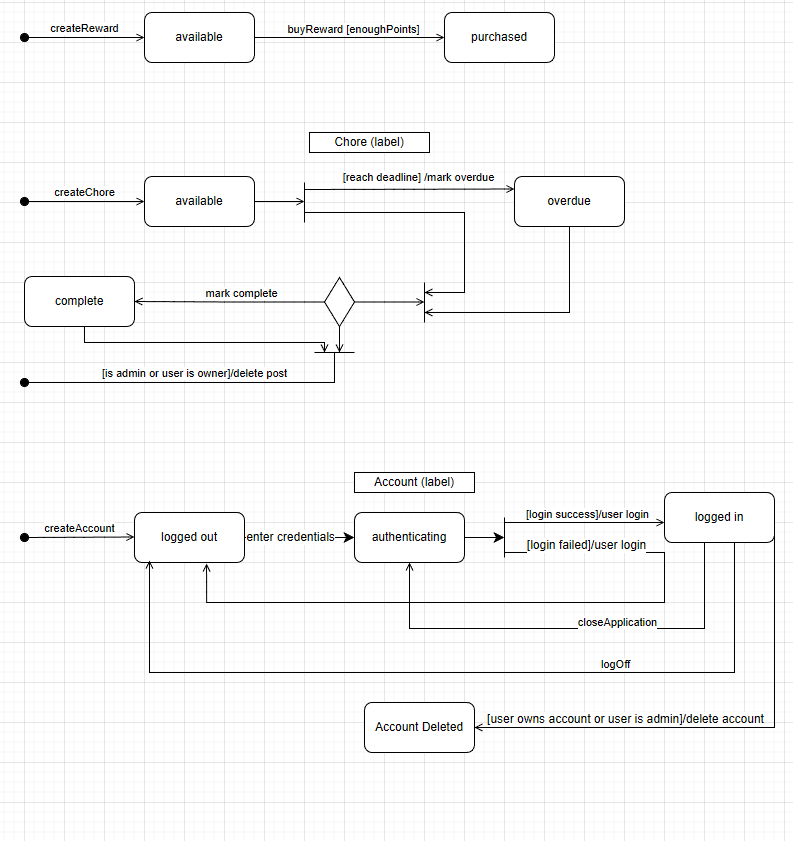 createReward
available
buyReward [enoughPoints]
purchased
Chore (label)
createChore
available
[reach deadline] /mark overdue
overdue
complete
mark complete
[is admin or user is owner]/delete post
Account (label)
createAccount
logged out
enter credentials
authenticating
[login success]/user login
logged in
[login failed]/user login
closeApplication
logOff
Account Deleted
[user owns account or user is admin]/delete account